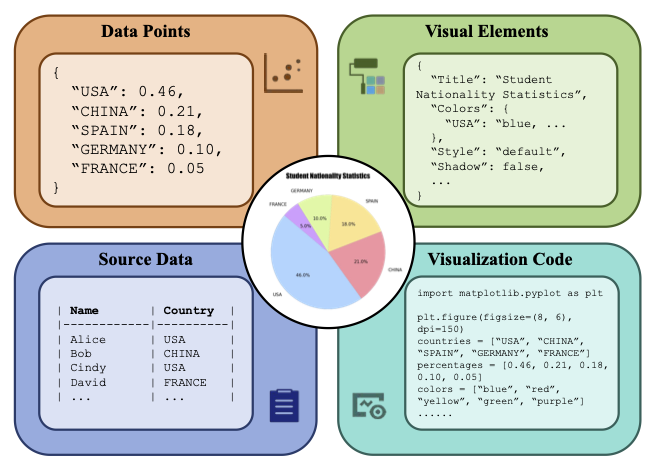 Data Points
{
“USA”: 0.46,
“CHINA”: 0.21,
“SPAIN”: 0.18,
“GERMANY”: 0.10,
“FRANCE”: 0.05
}
Visual Elements
{
“Title”: “Student
Nationality Statistics”,
“Colors”: {
“USA”: “blue, ...
},
“Style”: “default”,
“Shadow”: false,
...
}
Student Nationality Statistics
GERMANY
SPAIN
FRANCE
10.0%
18.0%
5.0%
21.0%
CHINA
46.0%
USA
Source Data
| Name | Country |
|------------|----------|
| Alice | USA |
| Bob | CHINA |
| Cindy | USA |
| David | FRANCE |
| ... | ... |
Visualization Code
import matplotlib.pyplot as plt
plt.figure(figsize=(8, 6),
dpi=150)
countries = [“USA”, “CHINA”,
“SPAIN”, “GERMANY”, “FRANCE”]
percentages = [0.46, 0.21, 0.18,
0.10, 0.05]
colors = [“blue”, “red”,
“yellow”, “green”, “purple”]
......